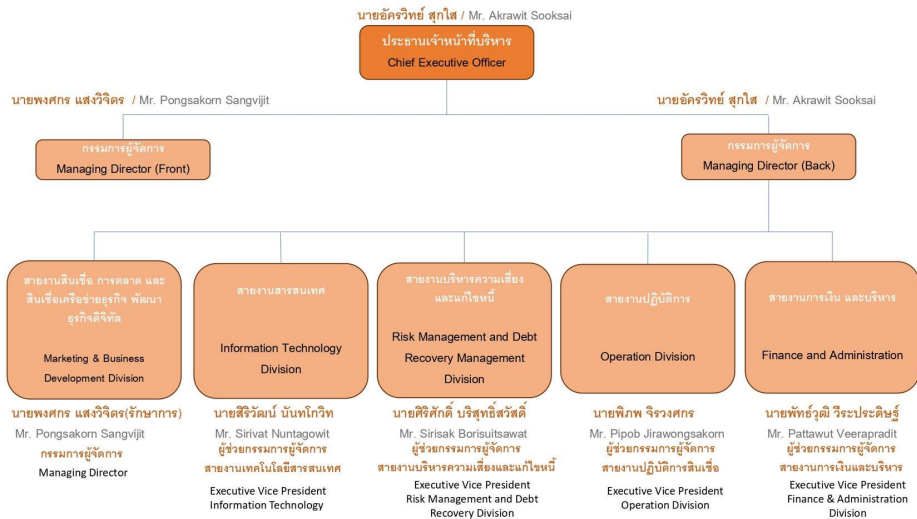 นายอัครวิทย์ สุกใส / Mr. Akrawit Sooksai
ประธานเจ้าหน้าที่บริหาร
Chief Executive Officer
นายพงศกร แสงวิจิตร / Mr. Pongsakorn Sangvijit
นายอัครวิทย์ สุกใส / Mr. Akrawit Sooksai
กรรมการผู้จัดการ
Managing Director (Front)
กรรมการผู้จัดการ
Managing Director (Back)
สายงานสินเชื่อ การตลาด และ
สินเชื่อเครือข่ายธุรกิจ พัฒนา
ธุรกิจดิจิทัล
Marketing & Business
Development Division
สายงานสารสนเทศ
Information Technology
Division
สายงานบริหารความเสี่ยง
และแก้ไขหนี้
Risk Management and Debt
Recovery Management
Division
สายงานปฏิบัติการ
Operation Division
สายงานการเงิน และบริหาร
Finance and Administration
นายพงศกร แสงวิจิตร(รักษาการ)
Mr. Pongsakorn Sangvijit
กรรมการผู้จัดการ
Managing Director
นายสิริวัฒน์ นันทโกวิท
Mr. Sirivat Nuntagowit
ผู้ช่วยกรรมการผู้จัดการ
สายงานเทคโนโลยีสารสนเทศ
Executive Vice President
Information Technology
นายศิริศักดิ์ บริสุทธิ์สวัสดิ์
Mr. Sirisak Borisuitsawat
ผู้ช่วยกรรมการผู้จัดการ
สายงานบริหารความเสี่ยงและแก้ไขหนี้
Executive Vice President
Risk Management and Debt
Recovery Division
นายพิภพ จิรวงศกร
Mr. Pipob Jirawongsakorn
ผู้ช่วยกรรมการผู้จัดการ
สายงานปฏิบัติการสินเชื่อ
Executive Vice President
Operation Division
นายพัทธ์วุฒิ วีระประดิษฐ์
Mr. Pattawut Veerapradit
ผู้ช่วยกรรมการผู้จัดการ
สายงานการเงินและบริหาร
Executive Vice President
Finance & Administration
Division